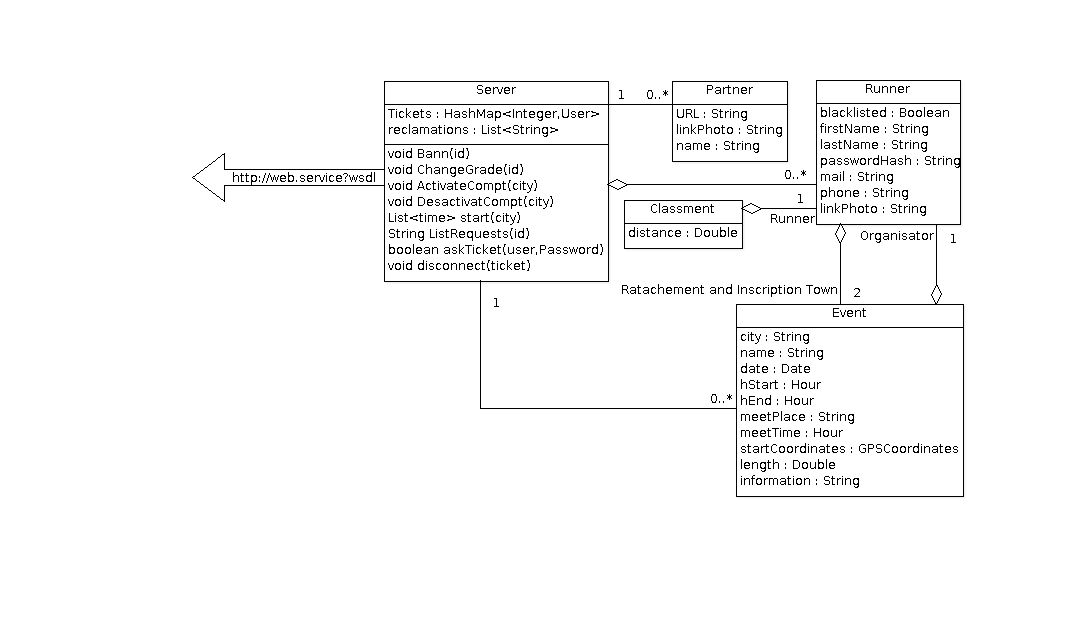 Server
Tickets : HashMap<Integer,User>
reclamations : List<String>
void Bann(id)
void ChangeGrade(id)
void ActivateCompt(city)
void DesactivatCompt(city)
List<time> start(city)
String ListRequests(id)
boolean askTicket(user,Password)
void disconnect(ticket)
http://web.service?wsdl
1
0..*
Partner
URL : String
linkPhoto : String
name : String
Runner
blacklisted : Boolean
firstName : String
lastName : String
passwordHash : String
mail : String
phone : String
linkPhoto : String
0..*
Classment
distance : Double
1
Runner
Organisator
1
Ratachement and Inscription Town
2
1
0..*
Event
city : String
name : String
date : Date
hStart : Hour
hEnd : Hour
meetPlace : String
meetTime : Hour
startCoordinates : GPSCoordinates
length : Double
information : String